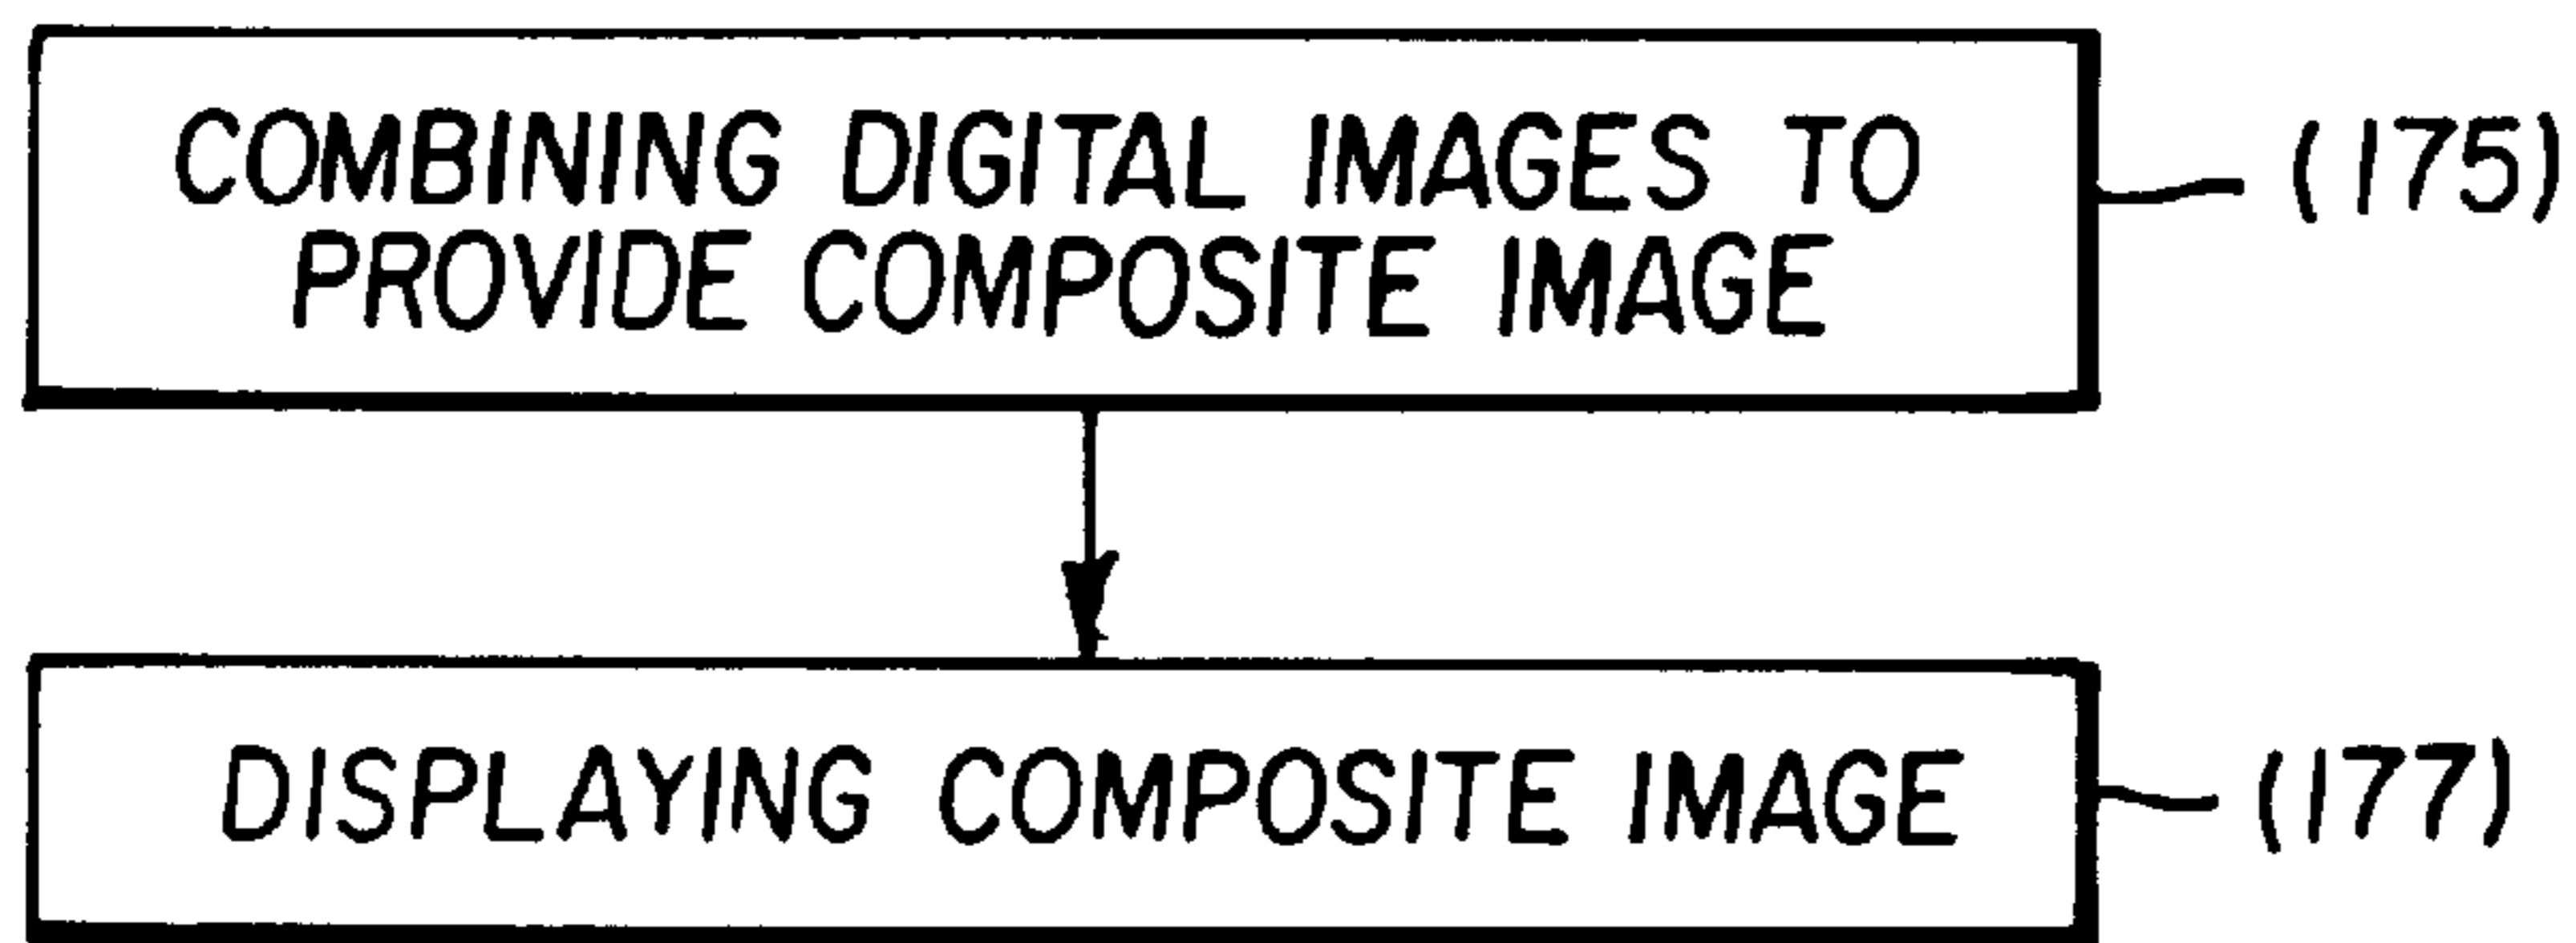 COMBINING DIGITAL IMAGES TO
PROVIDE COMPOSITE IMAGE
(175)
DISPLAYING COMPOSITE IMAGE
(177)